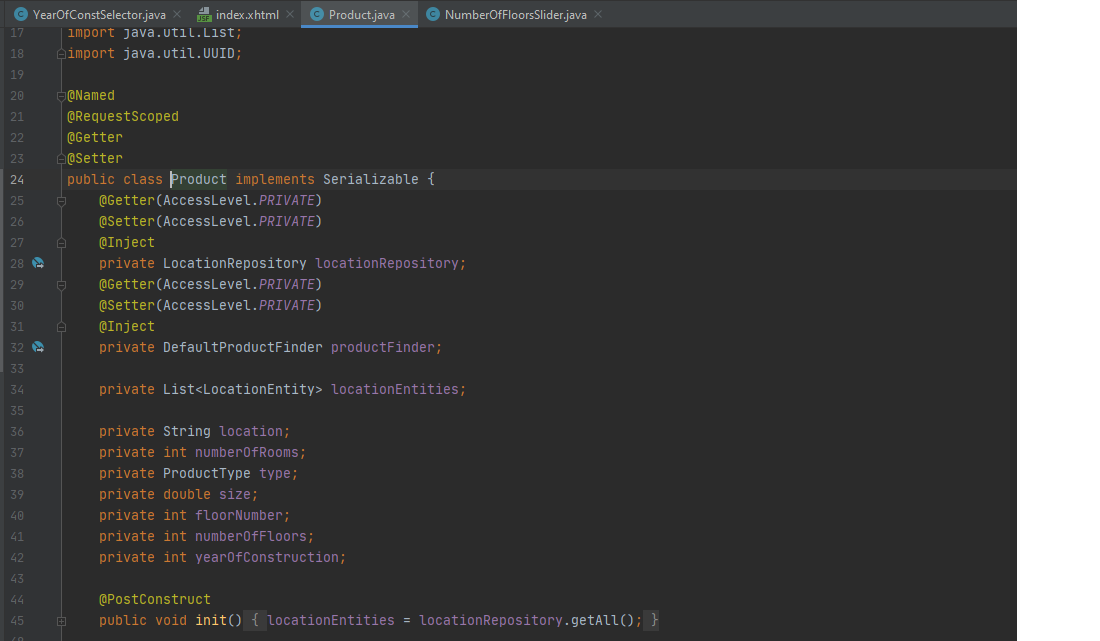 YearOfConstSelector.java index.xhtml Product.java NumberOfFloorsSlider.java
17 import java.util.List;
18 import java.util.UUID;
19
20 @Named
21 @RequestScoped
22 @Getter
23 @Setter
24 public class Product implements Serializable {
25 @Getter(AccessLevel.PRIVATE)
26 @Setter(AccessLevel.PRIVATE)
27 @Inject
28 private LocationRepository locationRepository;
29 @Getter(AccessLevel.PRIVATE)
30 @Setter(AccessLevel.PRIVATE)
31 @Inject
32 private DefaultProductFinder productFinder;
33
34 private List<LocationEntity> locationEntities;
35
36 private String location;
37 private int numberOfRooms;
38 private ProductType type;
39 private double size;
40 private int floorNumber;
41 private int numberOfFloors;
42 private int yearOfConstruction;
43
44 @PostConstruct
45 public void init() { locationEntities = locationRepository.getAll(); }